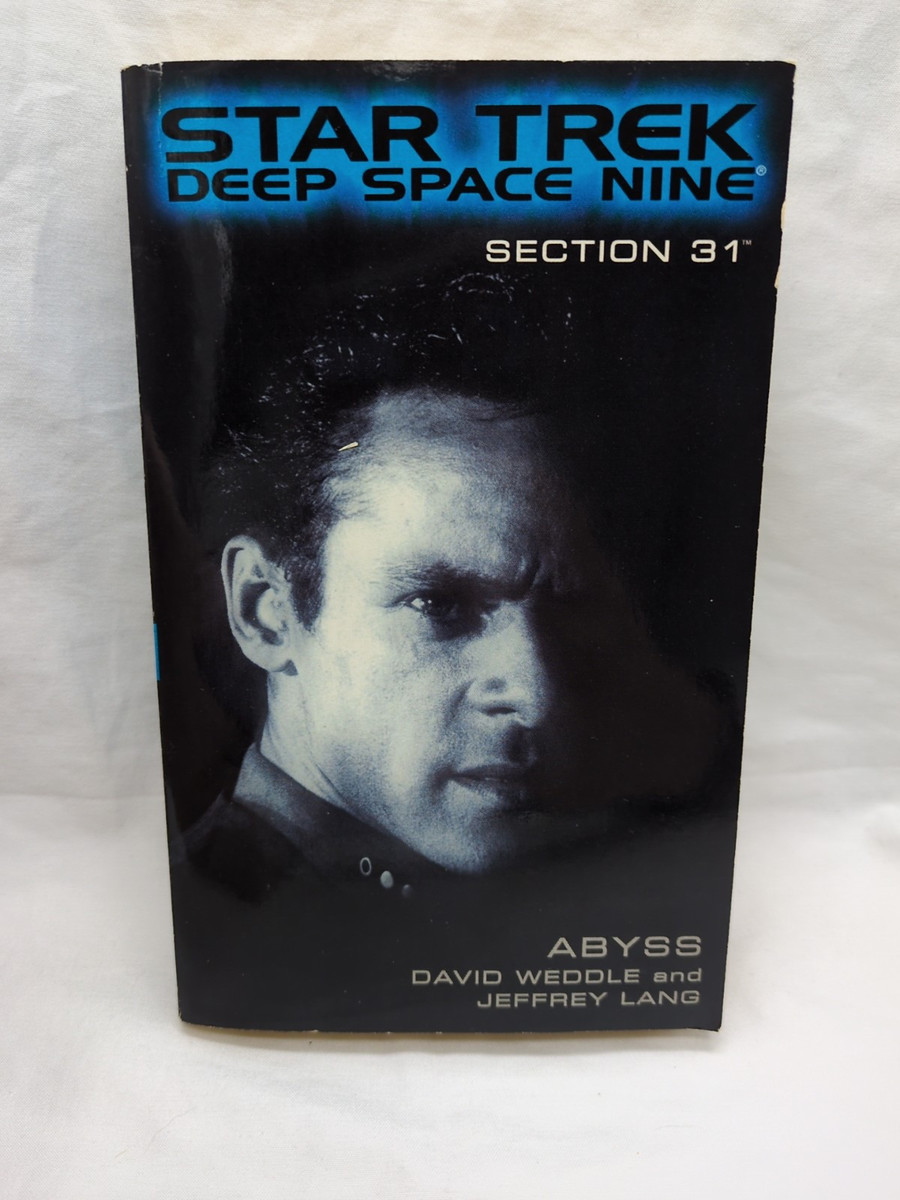 STAR TREK
DEEP SPACE NINE®
SECTION 31™
ABYSS
DAVID WEDDLE and
JEFFREY LANG